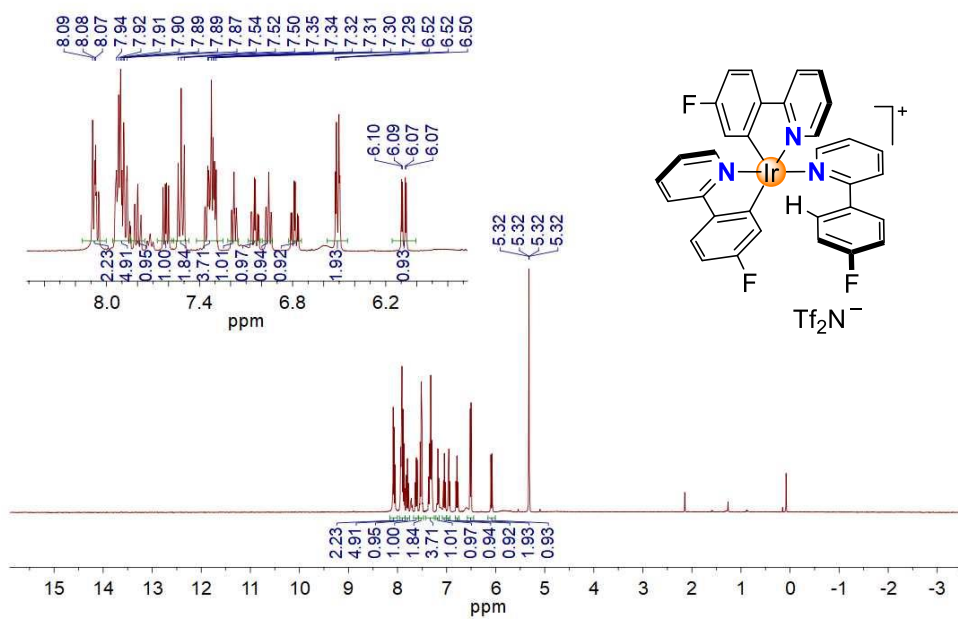 8.09 8.08 8.07 7.94 7.92 7.91 7.90 7.89 7.89 7.87 7.54 7.52 7.50 7.35 7.34 7.32 7.31 7.30 7.29 6.52 6.52 6.50
6.10 6.09 6.07 6.07
2.23 4.91 0.95 1.00 1.84 3.71 1.01 0.97 0.94 0.92 1.93 0.93
8.0 7.4 6.8 6.2
ppm
F
N
+
N
Ir
N
H
F
F
Tf2N−
5.32 5.32 5.32 5.32
2.23 4.91 0.95 1.00 1.84 3.71 1.01 0.97 0.94 0.92 1.93 0.93
15 14 13 12 11 10 9 8 7 6 5 4 3 2 1 0 -1 -2 -3
ppm